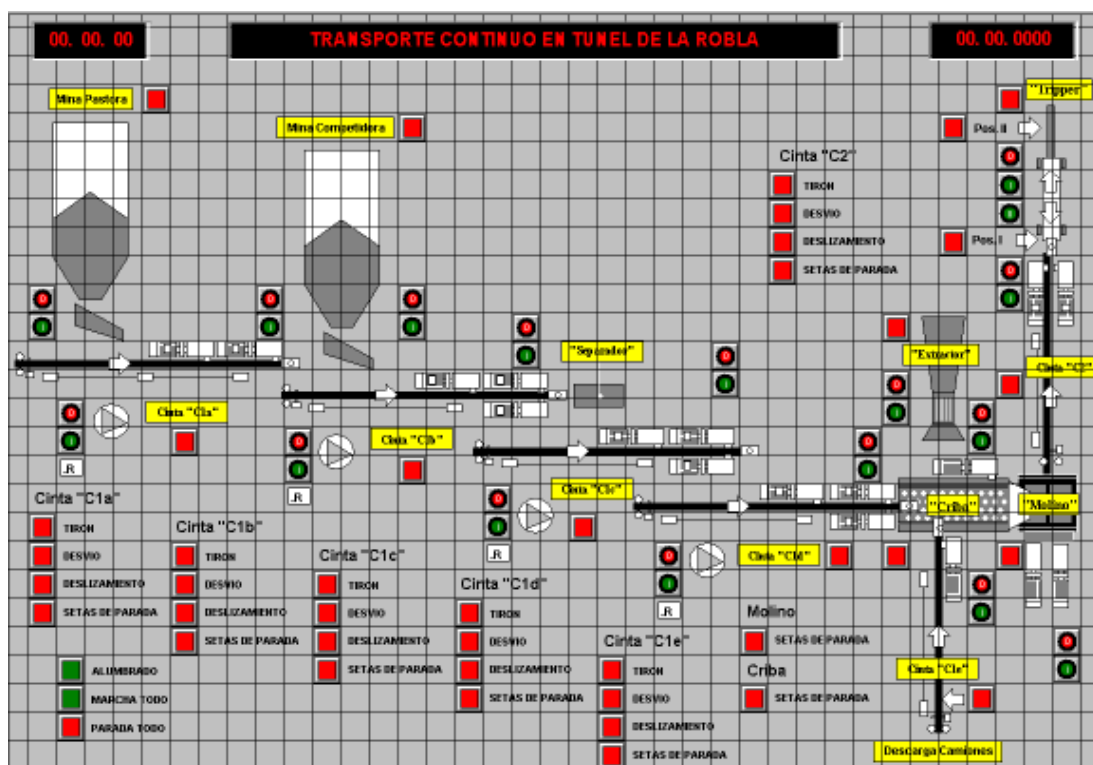 00. 00. 00
TRANSPORTE CONTINUO EN TUNEL DE LA ROBLA
00. 00. 0000
Mina Pastora
"Tripper"
Mina Competidora
Pos. II
Cinta "C2"
TIRON
DESVIO
DESLIZAMIENTO
Pos. I
SETAS DE PARADA
"Separador"
"Extractor"
Cinta "C2"
Cinta "C1a"
Cinta "C1b"
.R
Cinta "C1c"
.R
Cinta "C1a"
"Criba"
"Molino"
Cinta "C1b"
TIRON
DESVIO
DESLIZAMIENTO
SETAS DE PARADA
Cinta "C1c"
TIRON
DESVIO
DESLIZAMIENTO
SETAS DE PARADA
.R
Cinta "C1d"
Cinta "C1d"
TIRON
DESVIO
DESLIZAMIENTO
SETAS DE PARADA
.R
TIRON
DESVIO
DESLIZAMIENTO
SETAS DE PARADA
Molino
SETAS DE PARADA
Cinta "C1e"
TIRON
DESVIO
DESLIZAMIENTO
SETAS DE PARADA
Criba
SETAS DE PARADA
Cinta "C1e"
ALUMBRADO
MARCHA TODO
PARADA TODO
Descarga Camiones